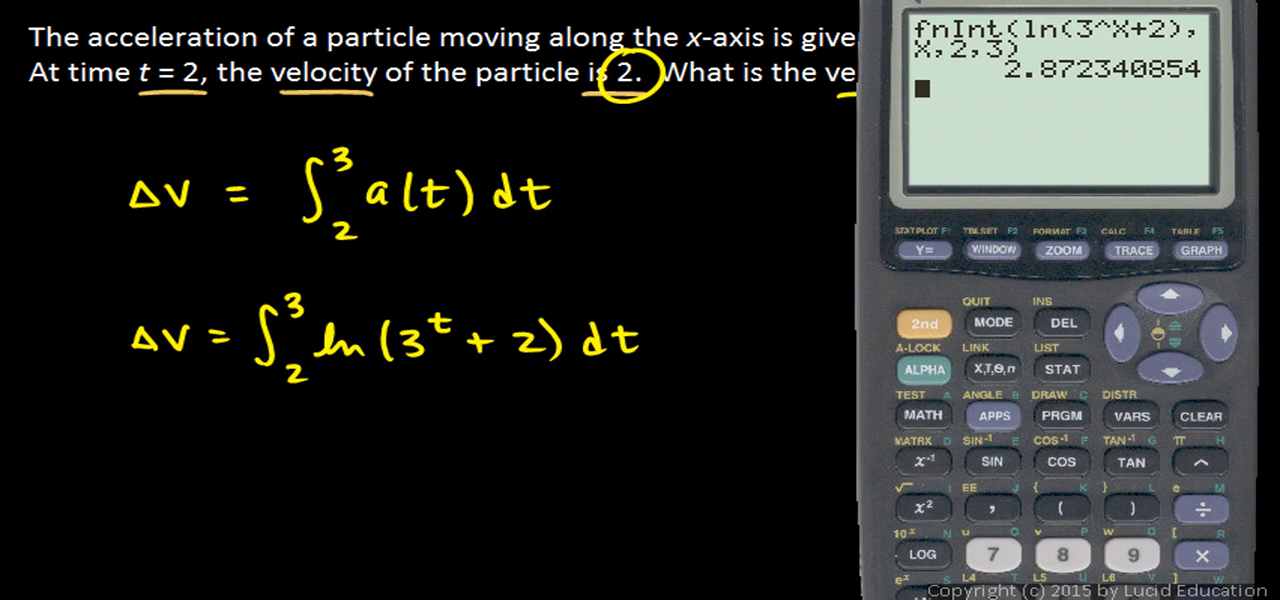 The acceleration of a particle moving along the x-axis is give
At time t = 2, the velocity of the particle is 2. What is the ve
ΔV = ∫₂³ a(t) dt
ΔV = ∫₂³ ln(3ᵗ + 2) dt
fnInt(ln(3^X+2),
X,2,3)
2.872340854
STAT PLOT F1 TBLSET F2 FORMAT F3 CALC F4 TABLE F5
Y= WINDOW ZOOM TRACE GRAPH
QUIT INS
2nd MODE DEL
A-LOCK LINK LIST
ALPHA X,T,θ,n STAT
TEST A ANGLE B DRAW C DISTR
MATH APPS PRGM VARS CLEAR
MATRX D SIN⁻¹ E COS⁻¹ F TAN⁻¹ G π H
x⁻¹ SIN COS TAN ^
√ I EE J { K } L e M
x² , ( ) ÷
10ˣ N u O v P w Q [ R
LOG 7 8 9 ×
eˣ S L4 T L5 U L6 V ] W
Copyright (c) 2015 by Lucid Education